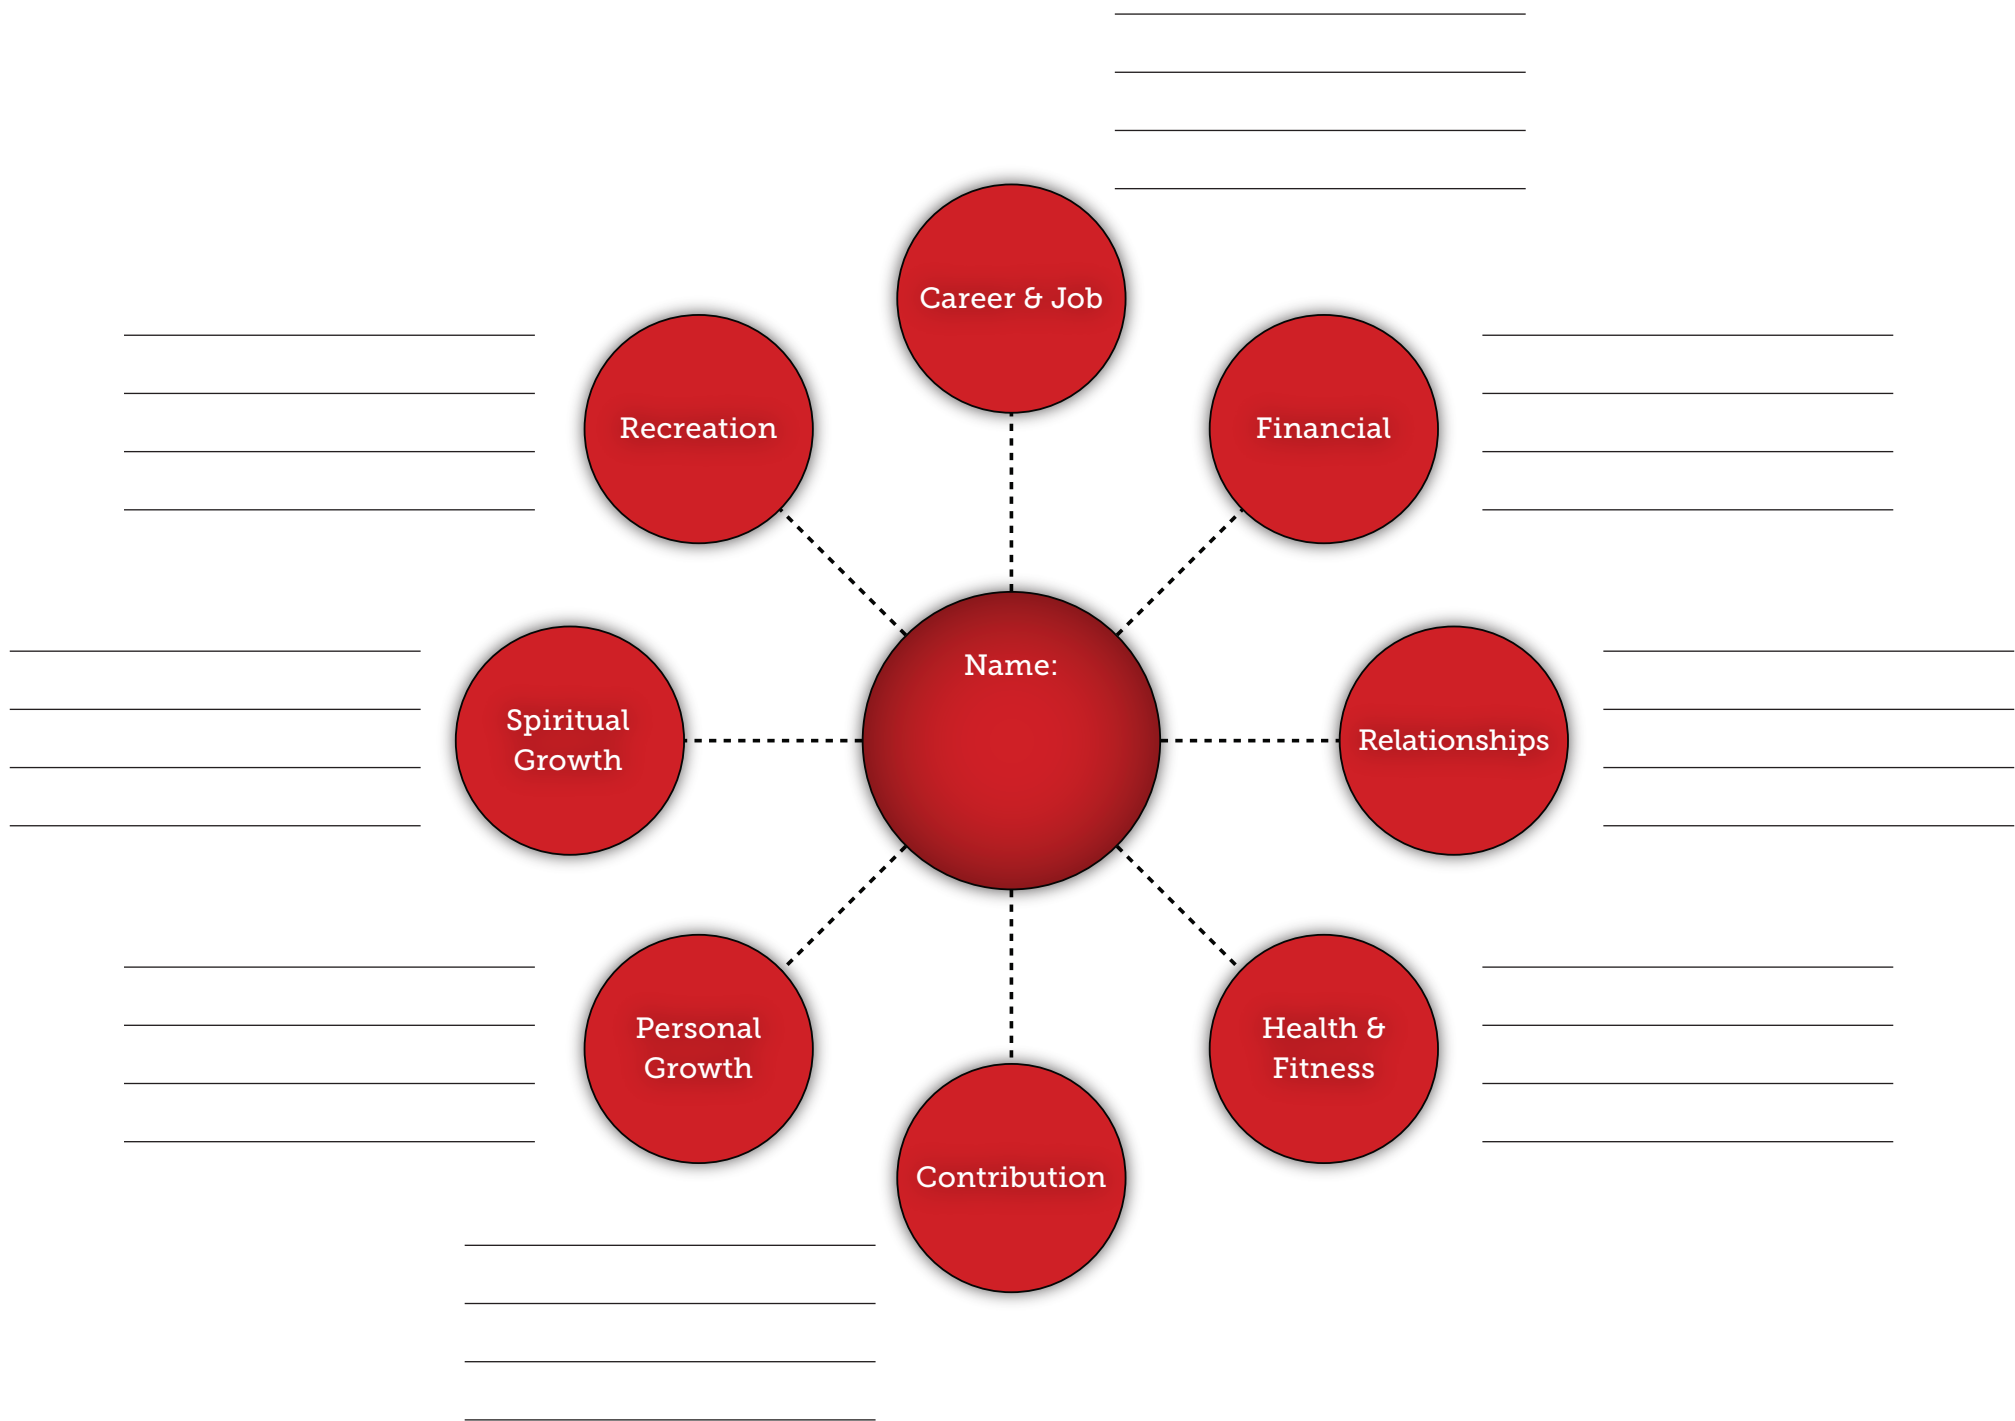 Career & Job
Recreation
Financial
Name:
Spiritual
Growth
Relationships
Personal
Growth
Health &
Fitness
Contribution